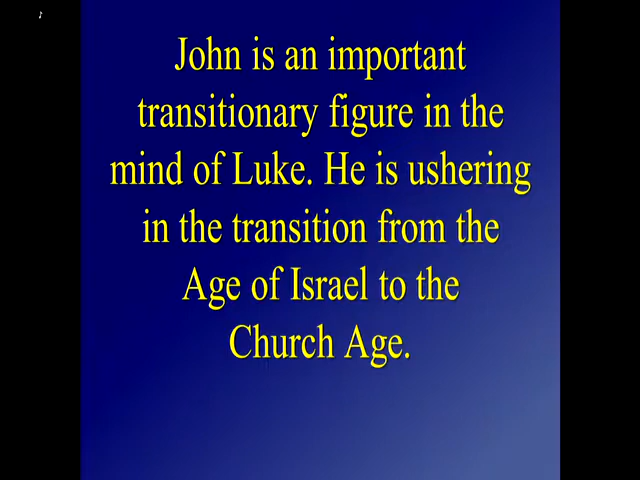 John is an important
transitionary figure in the
mind of Luke. He is ushering
in the transition from the
Age of Israel to the
Church Age.